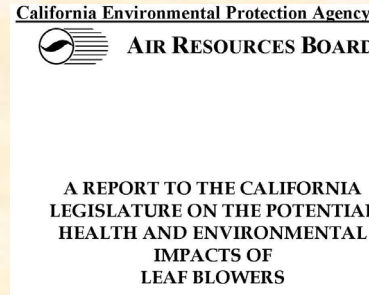 California Environmental Protection Agency
AIR RESOURCES BOARD
A REPORT TO THE CALIFORNIA
LEGISLATURE ON THE POTENTIAL
HEALTH AND ENVIRONMENTAL
IMPACTS OF
LEAF BLOWERS